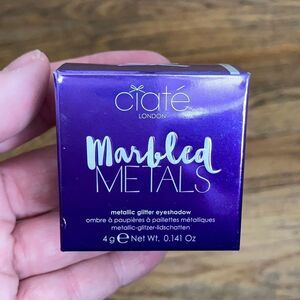 ciaté
LONDON
Marbled
METALS
metallic glitter eyeshadow
ombre à paupières à paillettes métalliques
metallic-glitzer-lidschatten
4 g ℮ Net Wt. 0.141 Oz